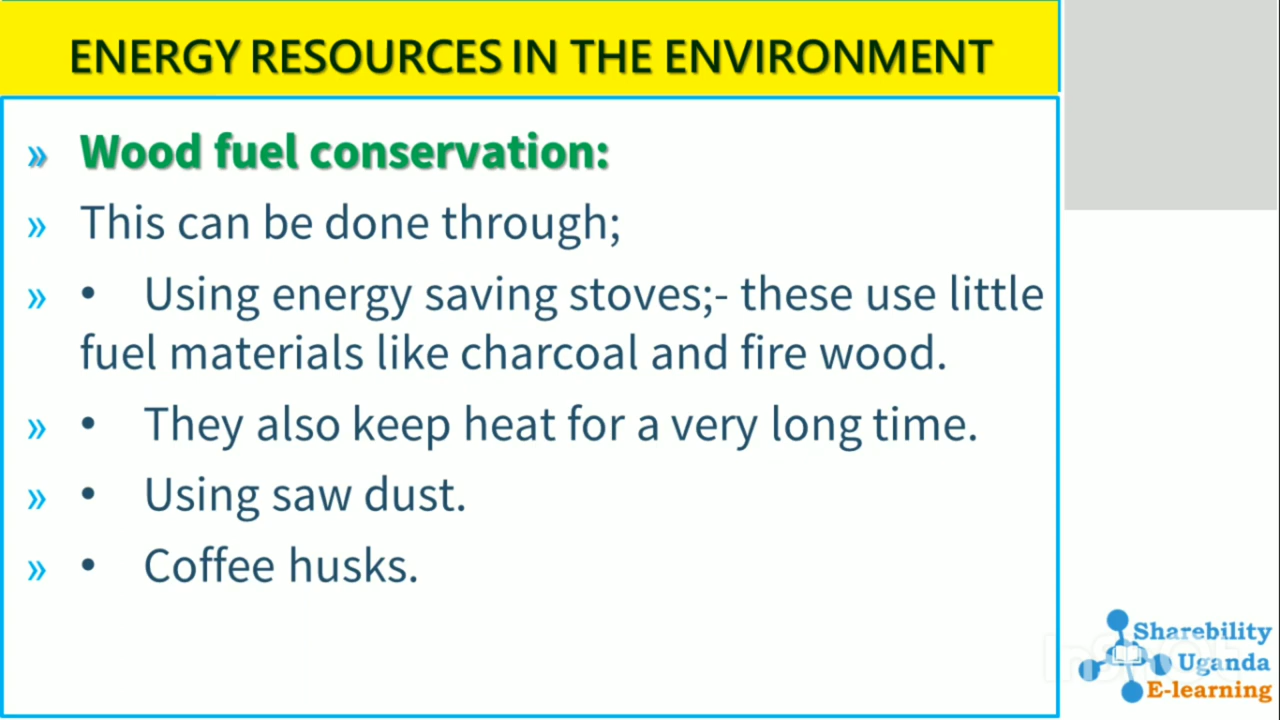 ENERGY RESOURCES IN THE ENVIRONMENT
» Wood fuel conservation:
» This can be done through;
» • Using energy saving stoves;- these use little
fuel materials like charcoal and fire wood.
» • They also keep heat for a very long time.
» • Using saw dust.
» • Coffee husks.
Sharebility
Uganda
E-learning